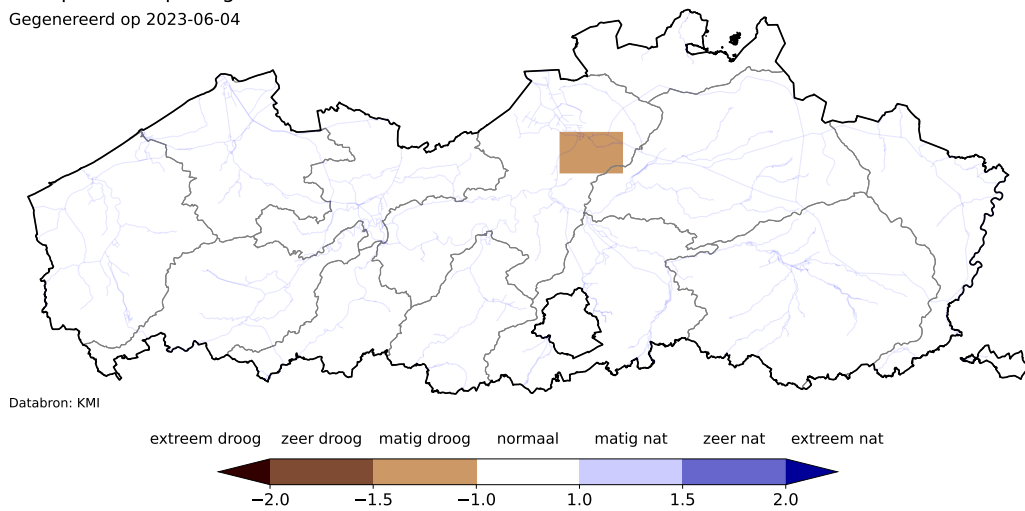 Gegenereerd op 2023-06-04
Databron: KMI
extreem droog zeer droog matig droog normaal matig nat zeer nat extreem nat
−2.0 −1.5 −1.0 1.0 1.5 2.0